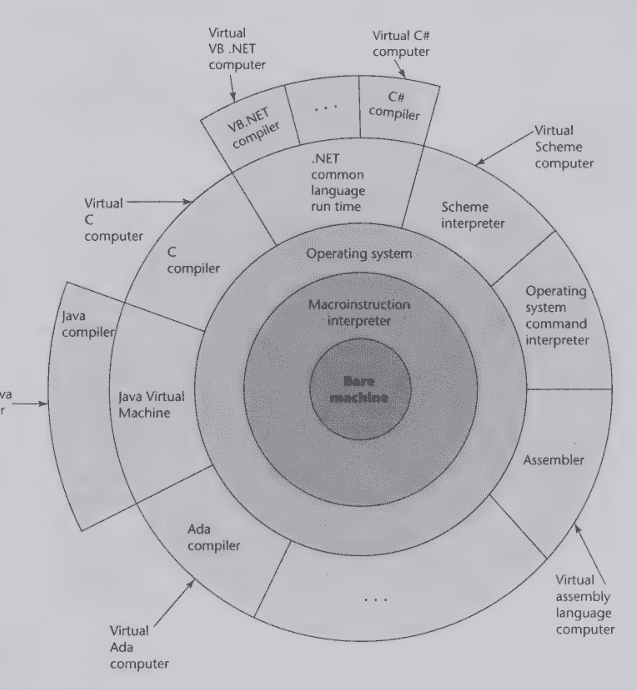 Virtual
VB .NET
computer
Virtual C#
computer
VB.NET
compiler
. . .
C#
compiler
.NET
common
language
run time
Virtual
Scheme
computer
Scheme
interpreter
Virtual
C
computer
C
compiler
Operating system
Operating
system
command
interpreter
Macroinstruction
interpreter
Java
compiler
Bare
machine
Java Virtual
Machine
va
r
Assembler
Ada
compiler
. . .
Virtual
assembly
language
computer
Virtual
Ada
computer